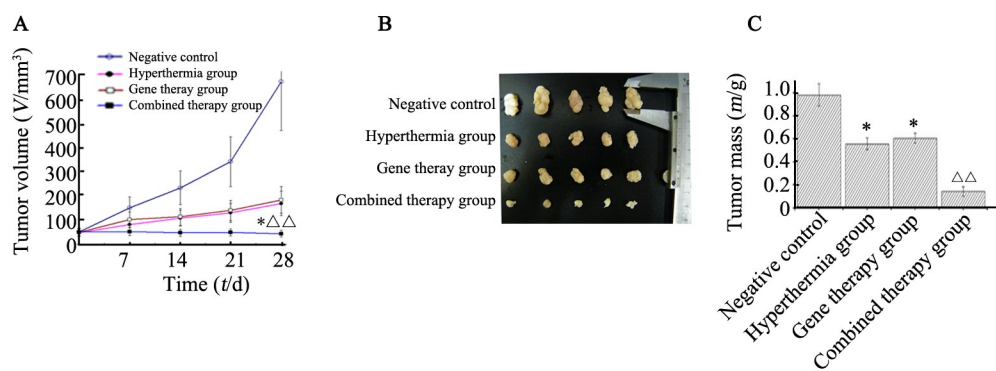 A
Negative control
Hyperthermia group
Gene theray group
Combined therapy group
Tumor volume (V/mm³)
700
600
500
400
300
200
100
0
7 14 21 28
*△△
Time (t/d)
B
Negative control
Hyperthermia group
Gene theray group
Combined therapy group
C
Tumor mass (m/g)
1.0
0.8
0.6
0.4
0.2
0
*
*
△△
Negative control
Hyperthermia group
Gene therapy group
Combined therapy group